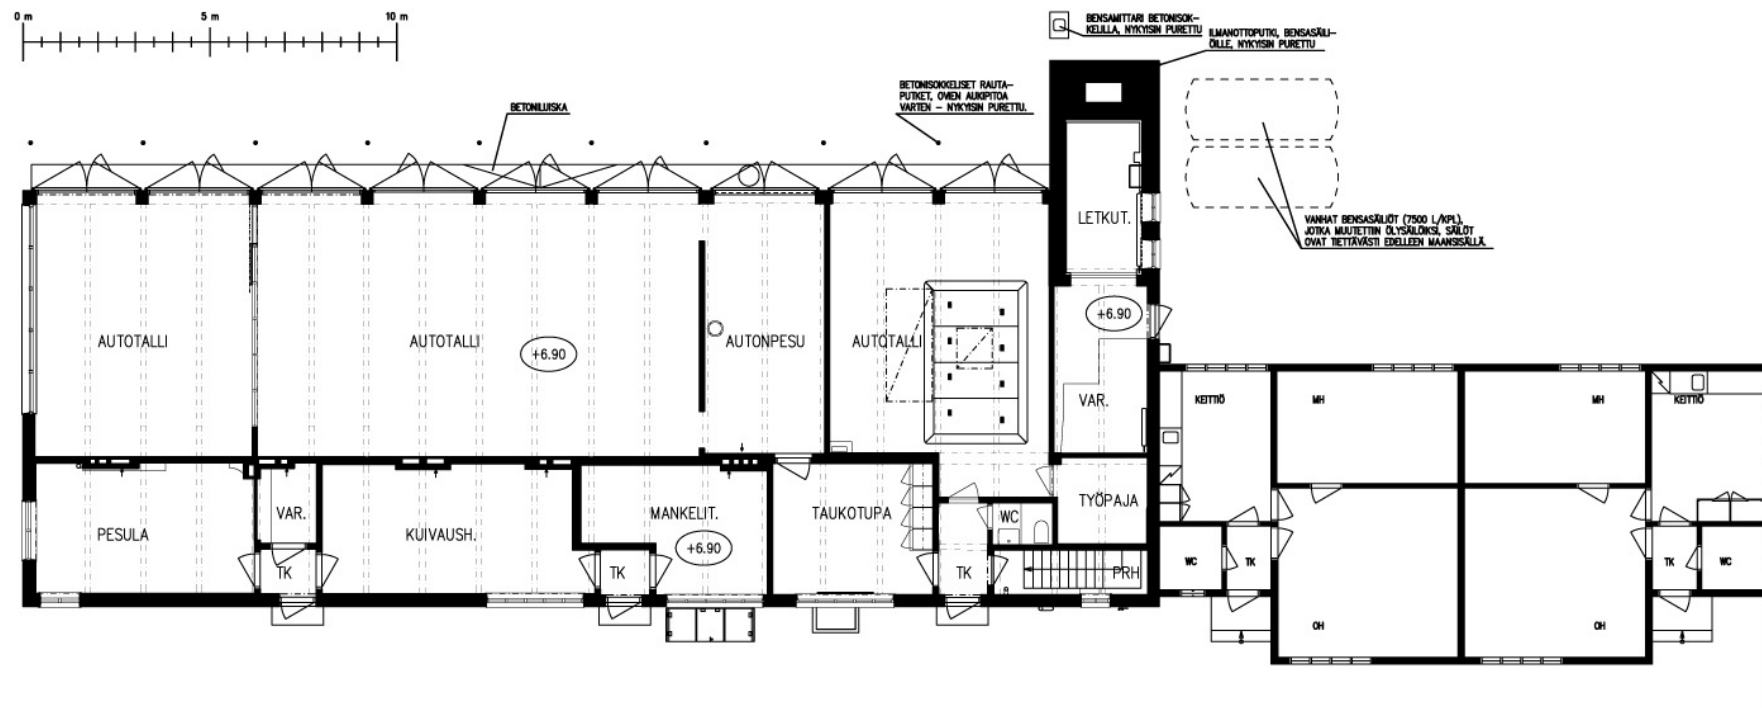 0 m 5 m 10 m
BENSAMITTARI BETONISOK-
KELILLA, NYKYISIN PURETTU
ILMANOTTOPUTKI, BENSASÄILI-
ÖILLE, NYKYISIN PURETTU
BETONISOKKELISET RAUTA-
PUTKET, OVIEN AUKIPITOA
VARTEN - NYKYISIN PURETTU.
BETONILUISKA
LETKUT.
VANHAT BENSASÄILIÖT (7500 L/KPL),
JOTKA MUUTETTIIN ÖLJYSÄILÖIKSI, SÄILÖT
OVAT TIETTÄVÄSTI EDELLEEN MAANSISÄLLÄ.
+6.90
AUTOTALLI
AUTOTALLI
+6.90
AUTONPESU
AUTOTALLI
VAR.
KEITTIÖ
MH
MH
KEITTIÖ
PESULA
VAR.
KUIVAUSH.
MANKELIT.
+6.90
TAUKOTUPA
WC
TYÖPAJA
TK
TK
TK
PRH
WC
TK
TK
WC
OH
OH